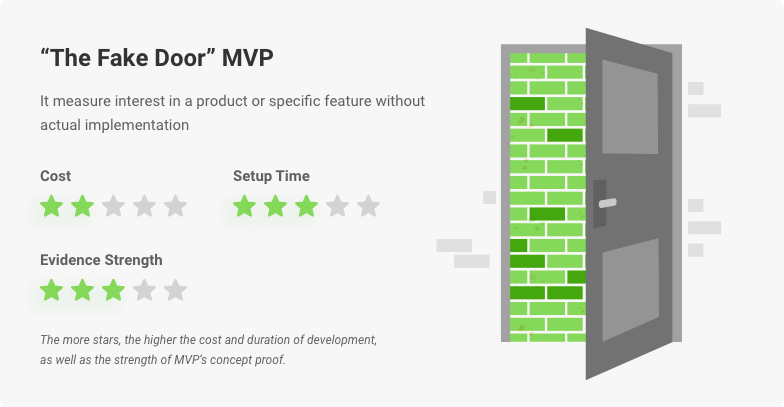 “The Fake Door” MVP
It measure interest in a product or specific feature without
actual implementation
Cost
Setup Time
Evidence Strength
The more stars, the higher the cost and duration of development,
as well as the strength of MVP's concept proof.